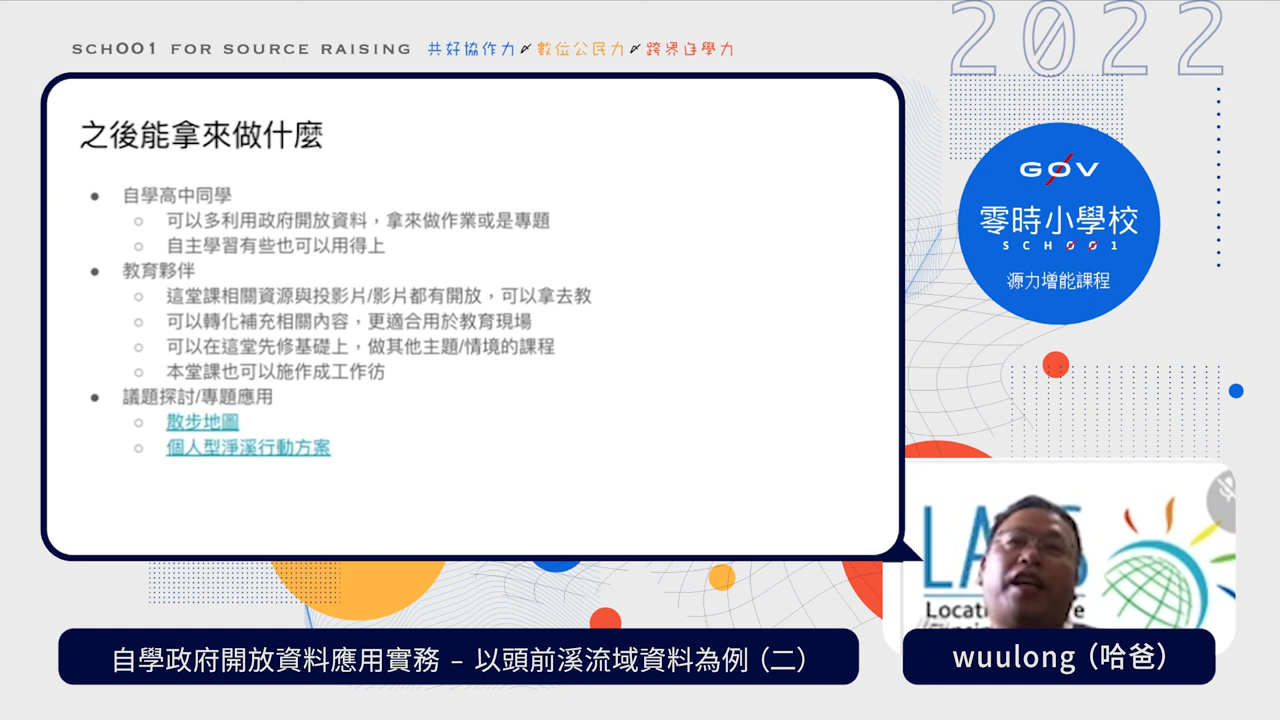 SCHOO1 FOR SOURCE RAISING 共好協作力 數位公民力 跨界自學力
2022
之後能拿來做什麼
自學高中同學
可以多利用政府開放資料，拿來做作業或是專題
自主學習有些也可以用得上
教育夥伴
這堂課相關資源與投影片/影片都有開放，可以拿去教
可以轉化補充相關內容，更適合用於教育現場
可以在這堂先修基礎上，做其他主題/情境的課程
本堂課也可以施作成工作彷
議題探討/專題應用
散步地圖
個人型淨溪行動方案
G0V
零時小學校
SCH001
源力增能課程
自學政府開放資料應用實務 – 以頭前溪流域資料為例（二）
wuulong（哈爸）